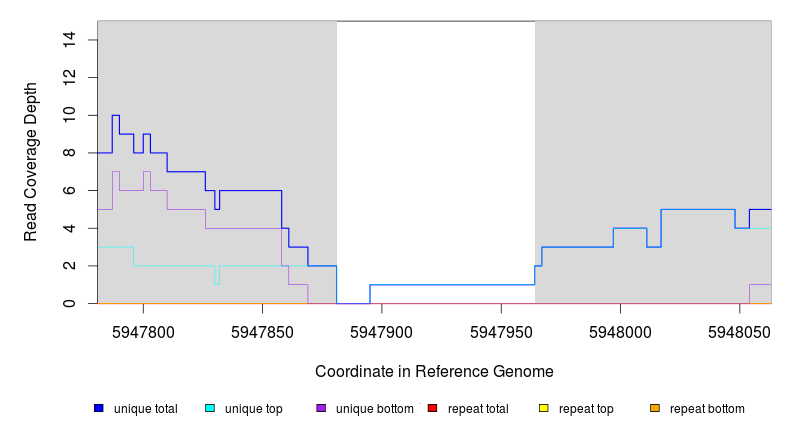 Read Coverage Depth
14
12
10
8
6
4
2
0
5947800 5947850 5947900 5947950 5948000 5948050
Coordinate in Reference Genome
unique total unique top unique bottom repeat total repeat top repeat bottom